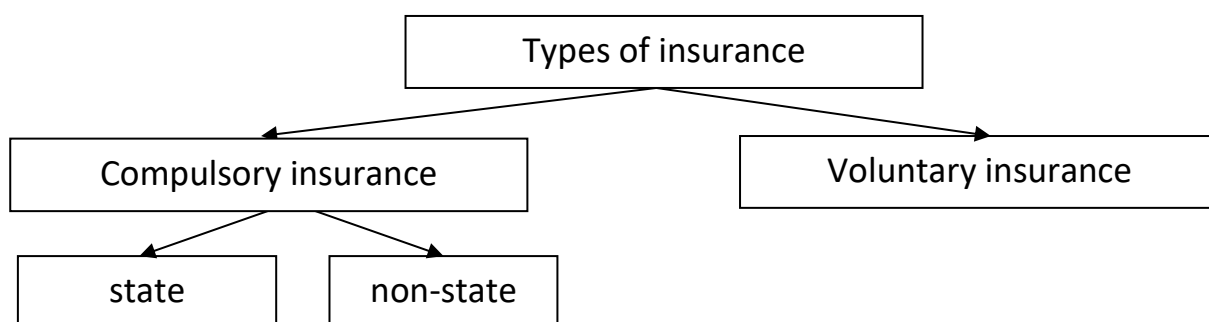 Types of insurance
Compulsory insurance
Voluntary insurance
state
non-state